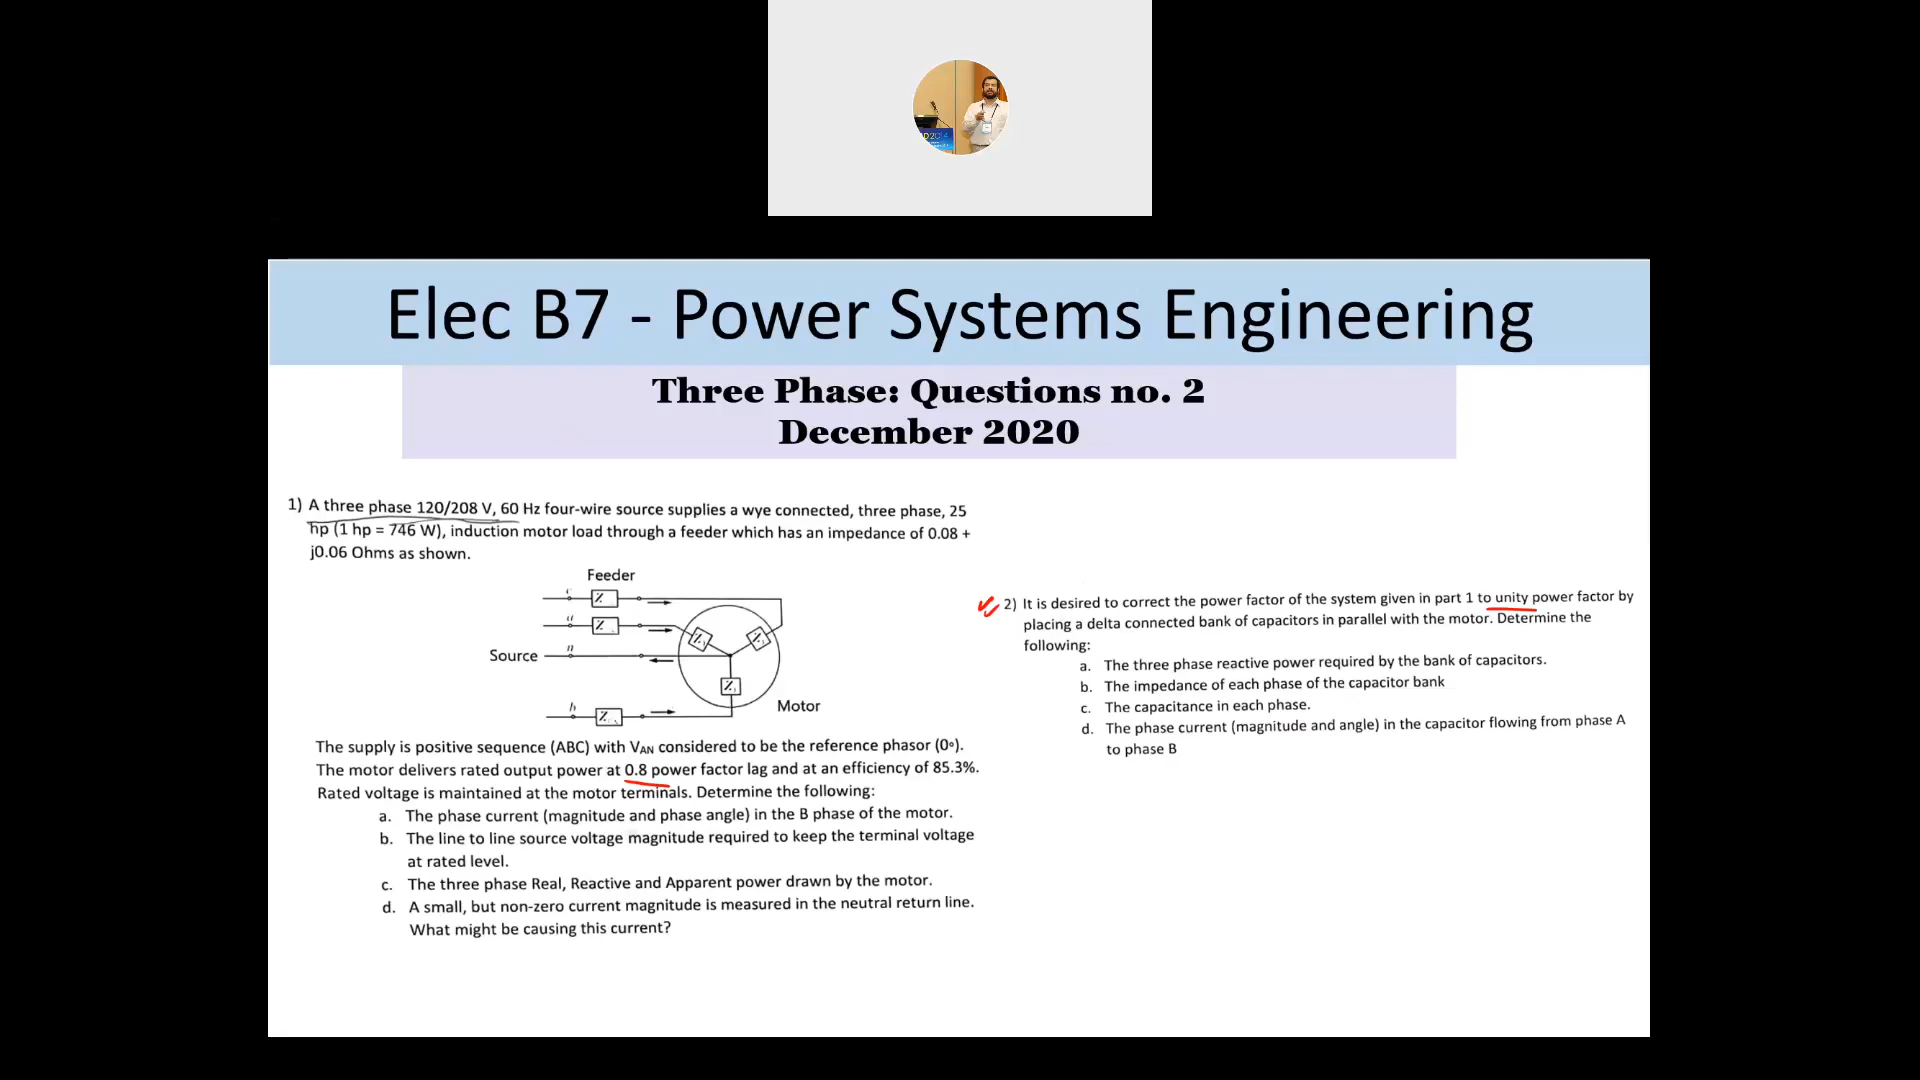 Elec B7 - Power Systems Engineering
Three Phase: Questions no. 2
December 2020
1) A three phase 120/208 V, 60 Hz four-wire source supplies a wye connected, three phase, 25
hp (1 hp = 746 W), induction motor load through a feeder which has an impedance of 0.08 +
j0.06 Ohms as shown.
Feeder
c
Z
a
Z
n
Source
Z
Z
Z
b
Z
Motor
The supply is positive sequence (ABC) with VAN considered to be the reference phasor (0°).
The motor delivers rated output power at 0.8 power factor lag and at an efficiency of 85.3%.
Rated voltage is maintained at the motor terminals. Determine the following:
a. The phase current (magnitude and phase angle) in the B phase of the motor.
b. The line to line source voltage magnitude required to keep the terminal voltage
at rated level.
c. The three phase Real, Reactive and Apparent power drawn by the motor.
d. A small, but non-zero current magnitude is measured in the neutral return line.
What might be causing this current?
2) It is desired to correct the power factor of the system given in part 1 to unity power factor by
placing a delta connected bank of capacitors in parallel with the motor. Determine the
following:
a. The three phase reactive power required by the bank of capacitors.
b. The impedance of each phase of the capacitor bank
c. The capacitance in each phase.
d. The phase current (magnitude and angle) in the capacitor flowing from phase A
to phase B